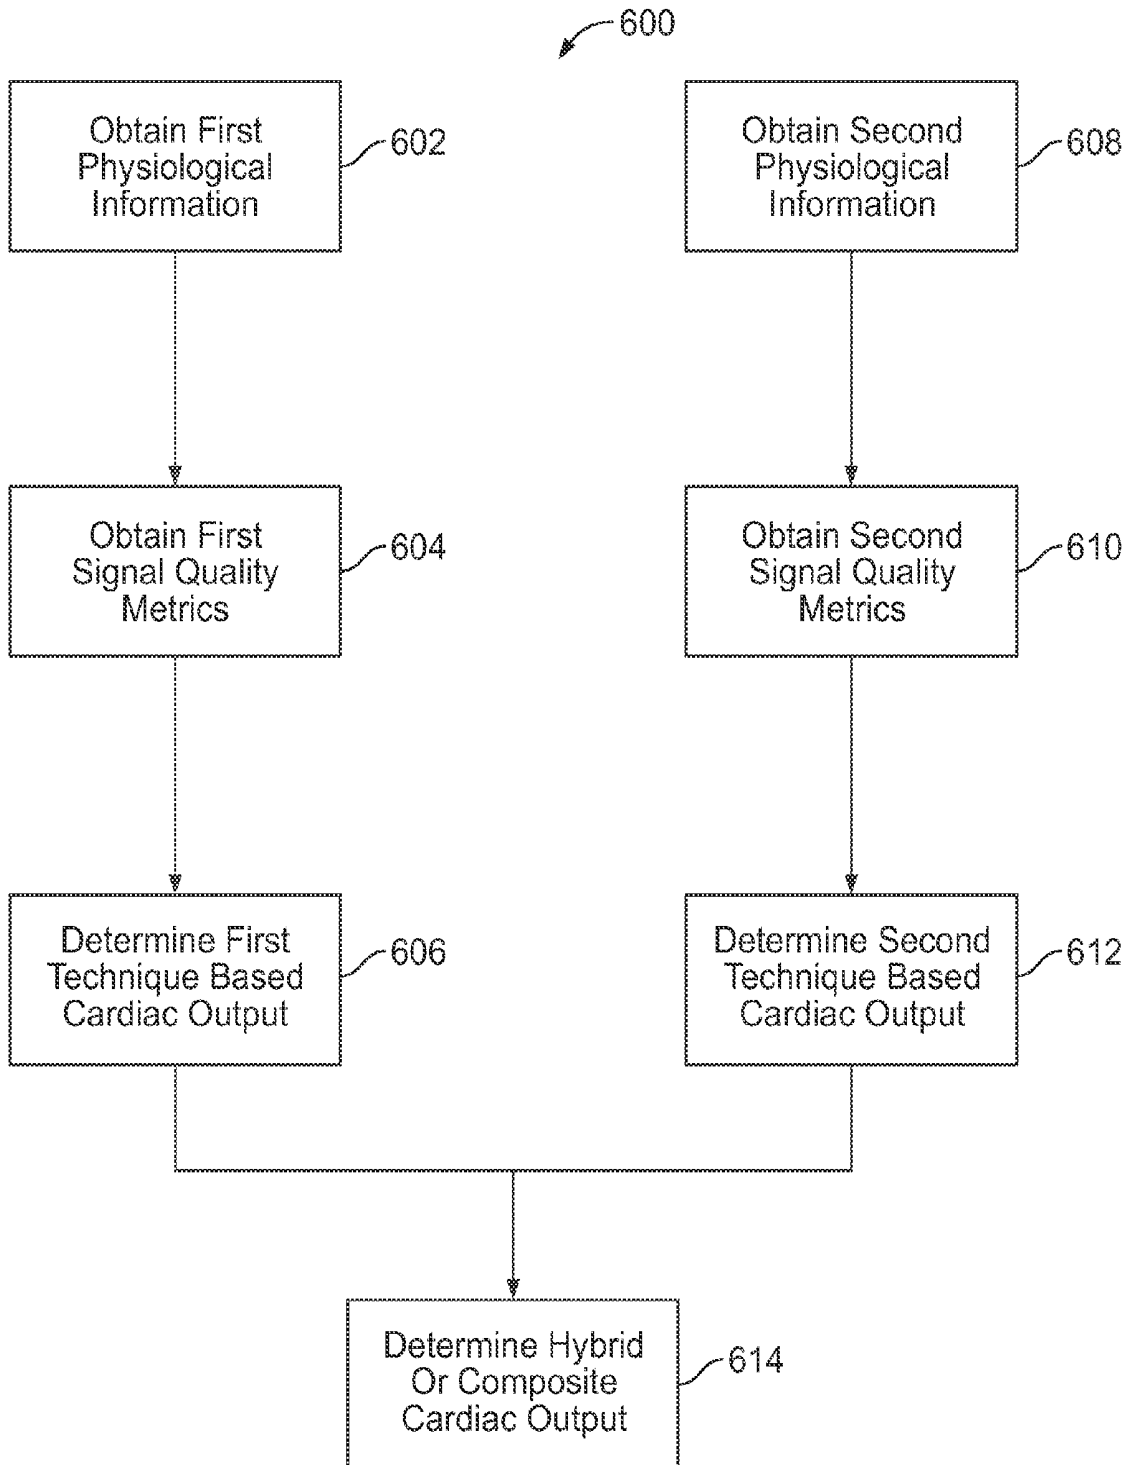 600
Obtain First
Physiological
Information
602
Obtain Second
Physiological
Information
608
Obtain First
Signal Quality
Metrics
604
Obtain Second
Signal Quality
Metrics
610
Determine First
Technique Based
Cardiac Output
606
Determine Second
Technique Based
Cardiac Output
612
Determine Hybrid
Or Composite
Cardiac Output
614